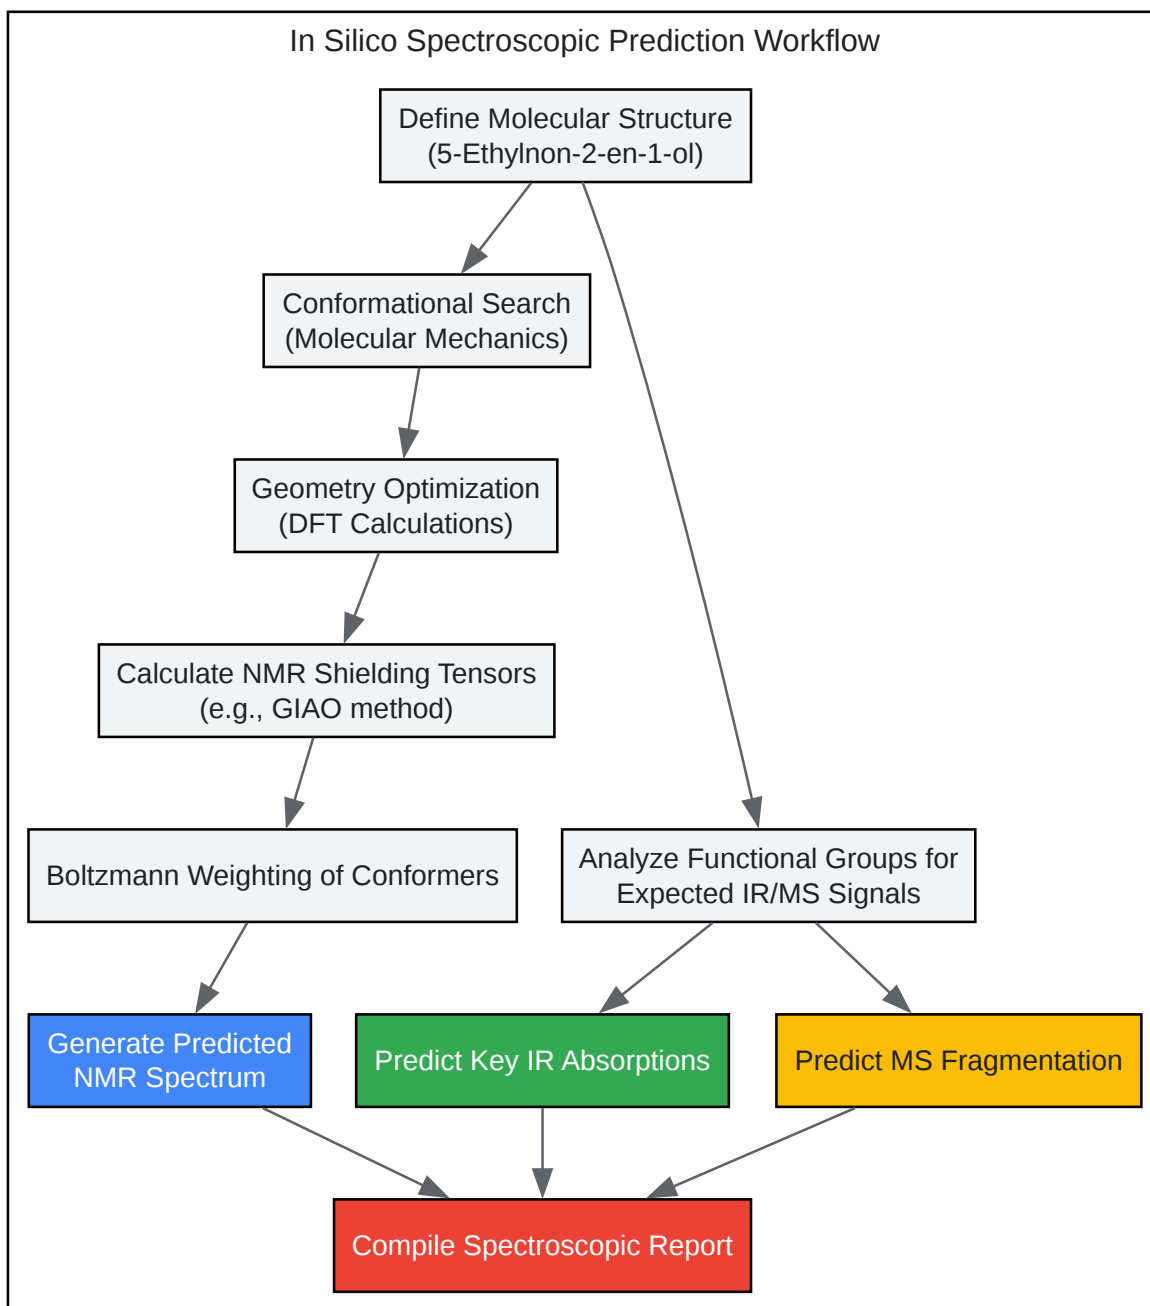 In Silico Spectroscopic Prediction Workflow
Define Molecular Structure
(5-Ethylnon-2-en-1-ol)
Conformational Search
(Molecular Mechanics)
Geometry Optimization
(DFT Calculations)
Calculate NMR Shielding Tensors
(e.g., GIAO method)
Boltzmann Weighting of Conformers
Analyze Functional Groups for
Expected IR/MS Signals
Generate Predicted
NMR Spectrum
Predict Key IR Absorptions
Predict MS Fragmentation
Compile Spectroscopic Report